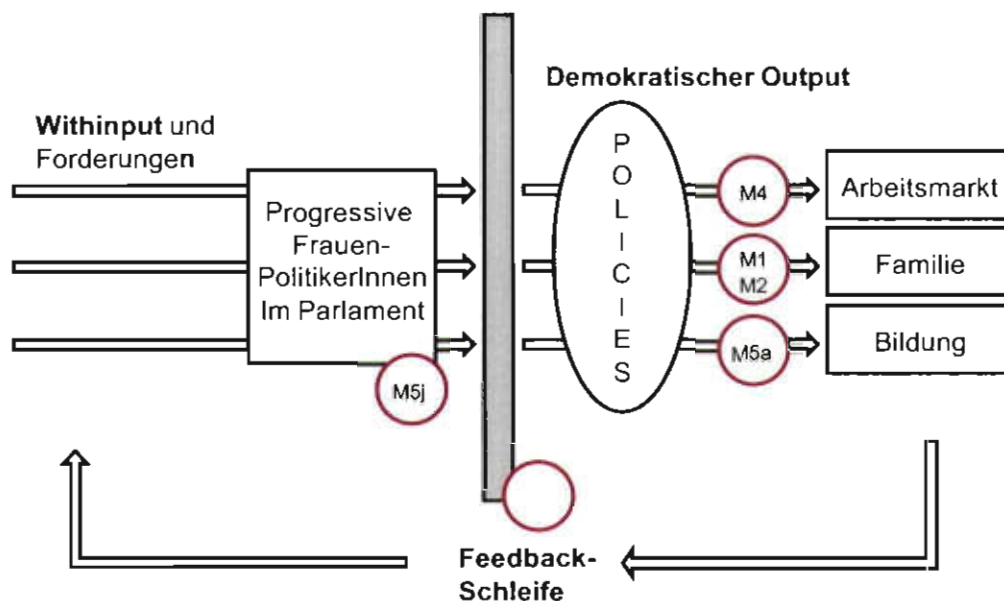 Demokratischer Output
Withinput und
Forderungen
Progressive
Frauen-
PolitikerInnen
Im Parlament
M5j
P
O
L
I
C
I
E
S
M4
M1
M2
M5a
Arbeitsmarkt
Familie
Bildung
Feedback-
Schleife